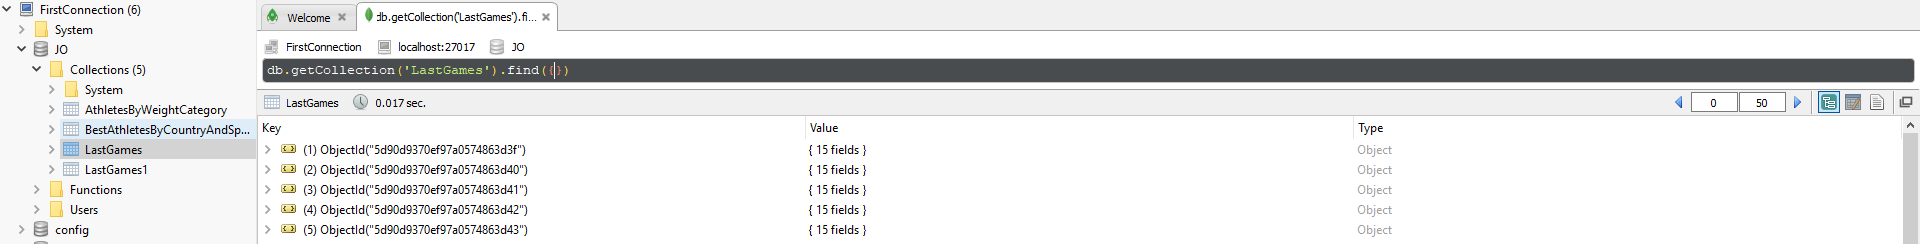 FirstConnection (6)
System
JO
Collections (5)
System
AthletesByWeightCategory
BestAthletesByCountryAndSp...
LastGames
LastGames1
Functions
Users
config
Welcome
db.getCollection('LastGames').fi...
FirstConnection localhost:27017 JO
db.getCollection('LastGames').find({})
LastGames 0.017 sec. 0 50
Key Value Type
(1) ObjectId("5d90d9370ef97a0574863d3f") { 15 fields } Object
(2) ObjectId("5d90d9370ef97a0574863d40") { 15 fields } Object
(3) ObjectId("5d90d9370ef97a0574863d41") { 15 fields } Object
(4) ObjectId("5d90d9370ef97a0574863d42") { 15 fields } Object
(5) ObjectId("5d90d9370ef97a0574863d43") { 15 fields } Object